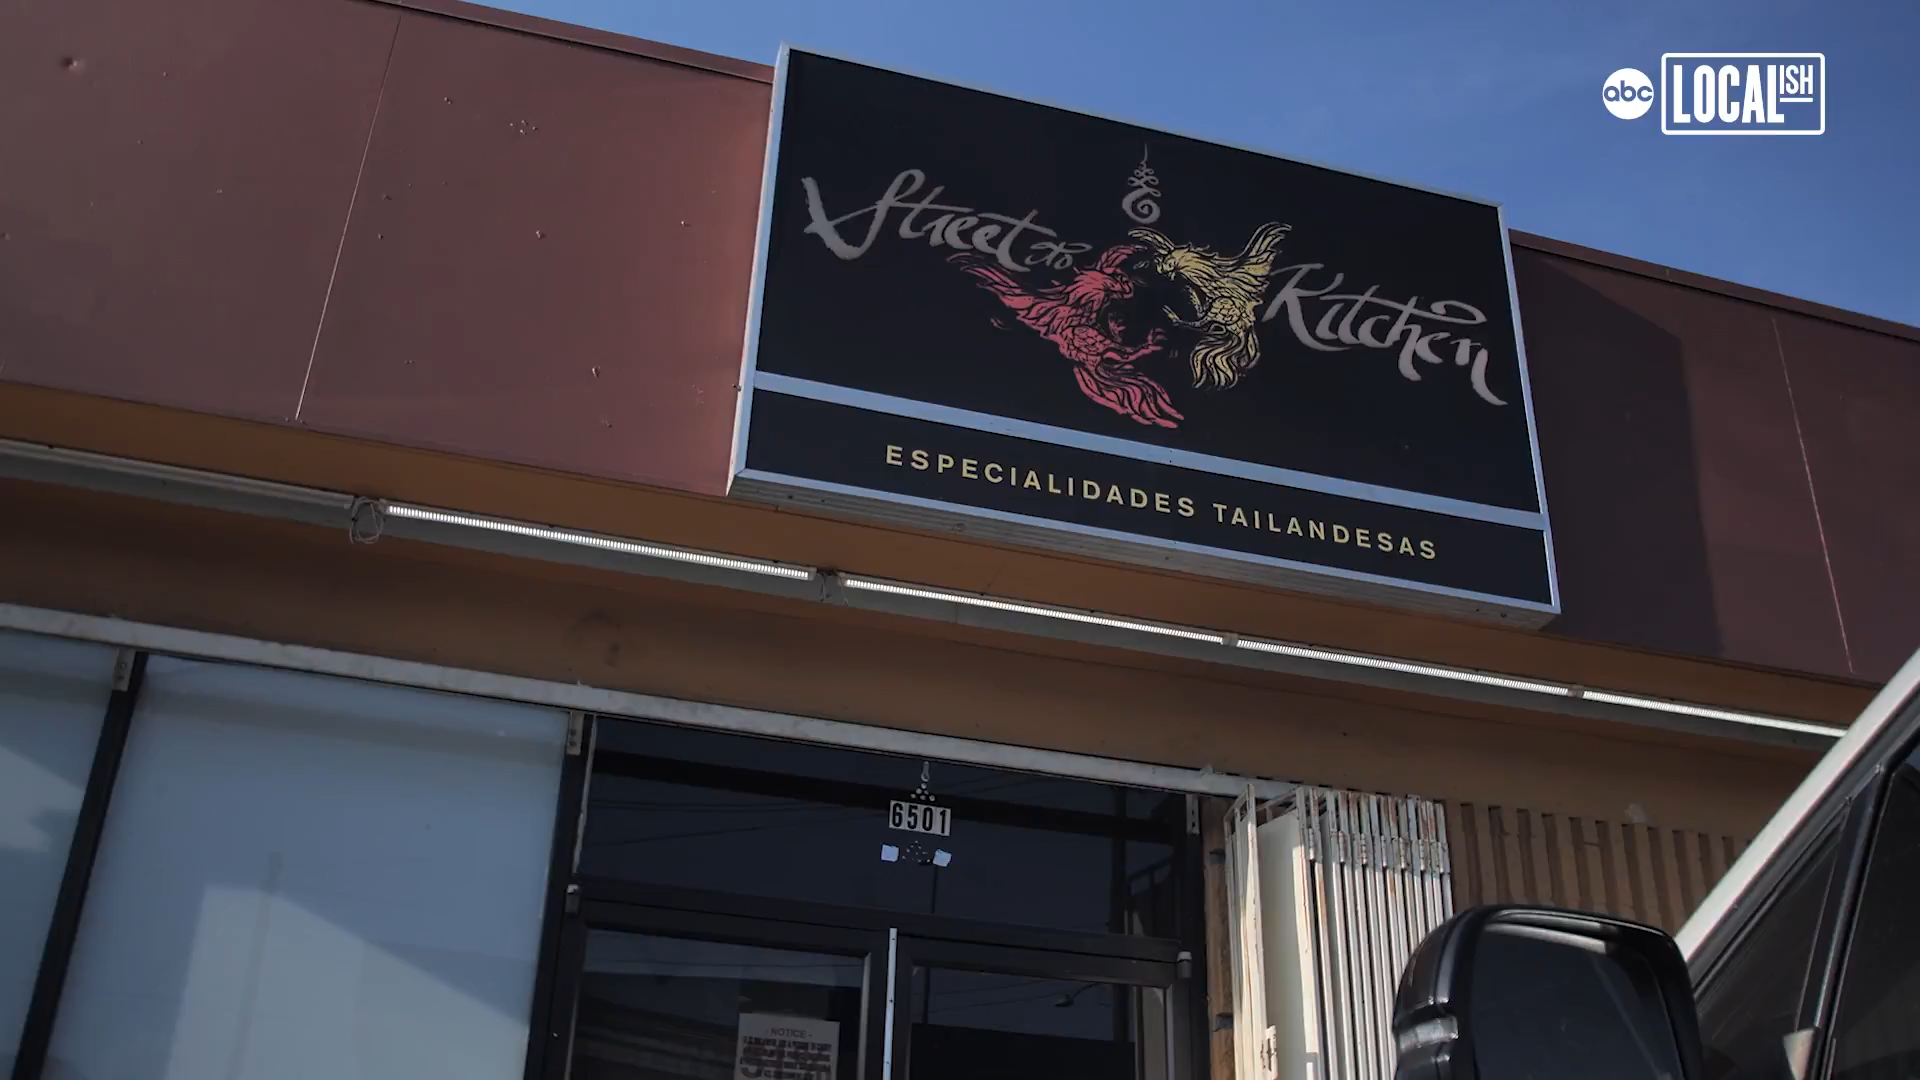 abc LOCALISH
Street to Kitchen
ESPECIALIDADES TAILANDESAS
6501
- NOTICE -